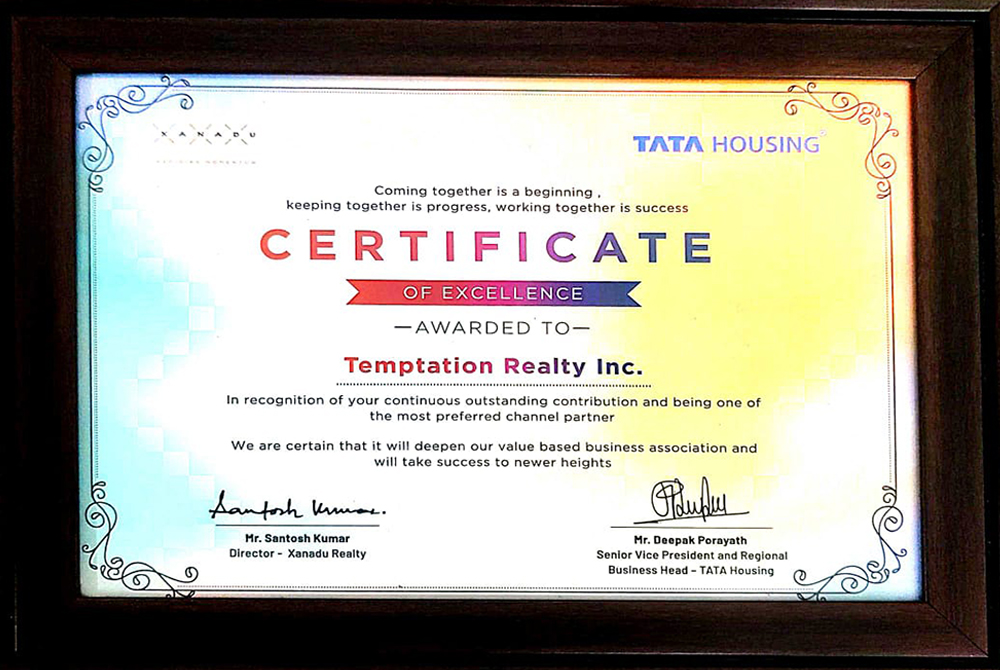 XANADU
TATA HOUSING
Coming together is a beginning ,
keeping together is progress, working together is success
CERTIFICATE
OF EXCELLENCE
—AWARDED TO—
Temptation Realty Inc.
In recognition of your continuous outstanding contribution and being one of
the most preferred channel partner
We are certain that it will deepen our value based business association and
will take success to newer heights
Santosh Kumar.
Mr. Santosh Kumar
Director - Xanadu Realty
Mr. Deepak Porayath
Senior Vice President and Regional
Business Head - TATA Housing